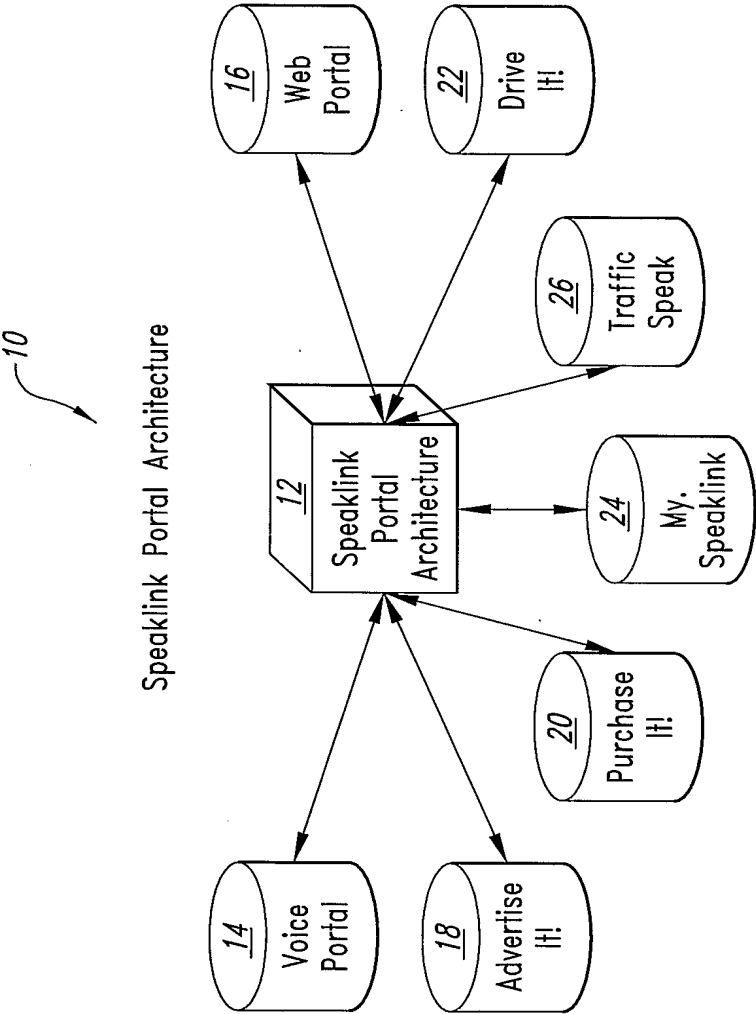 10
Speaklink Portal Architecture
14
Voice
Portal
12
Speaklink
Portal
Architecture
16
Web
Portal
18
Advertise
It!
22
Drive
It!
20
Purchase
It!
24
My.
Speaklink
26
Traffic
Speak